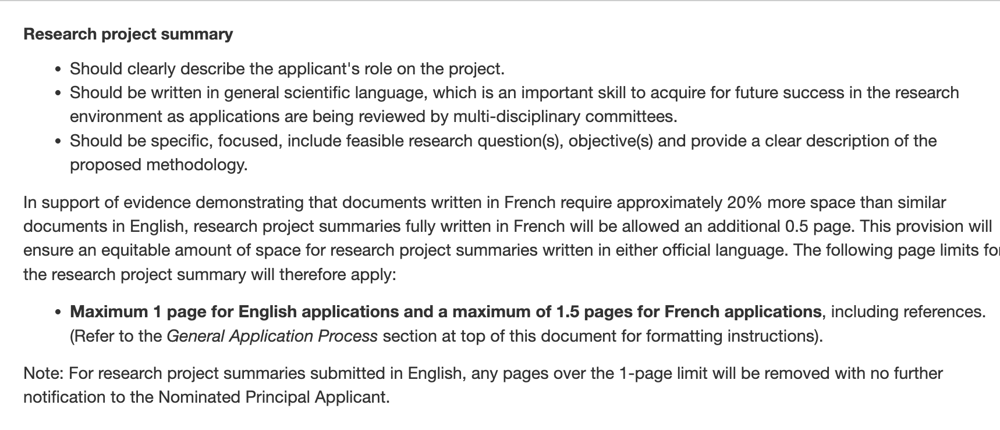 Research project summary
• Should clearly describe the applicant's role on the project.
• Should be written in general scientific language, which is an important skill to acquire for future success in the research
environment as applications are being reviewed by multi-disciplinary committees.
• Should be specific, focused, include feasible research question(s), objective(s) and provide a clear description of the
proposed methodology.
In support of evidence demonstrating that documents written in French require approximately 20% more space than similar
documents in English, research project summaries fully written in French will be allowed an additional 0.5 page. This provision will
ensure an equitable amount of space for research project summaries written in either official language. The following page limits for
the research project summary will therefore apply:
• Maximum 1 page for English applications and a maximum of 1.5 pages for French applications, including references.
(Refer to the General Application Process section at top of this document for formatting instructions).
Note: For research project summaries submitted in English, any pages over the 1-page limit will be removed with no further
notification to the Nominated Principal Applicant.